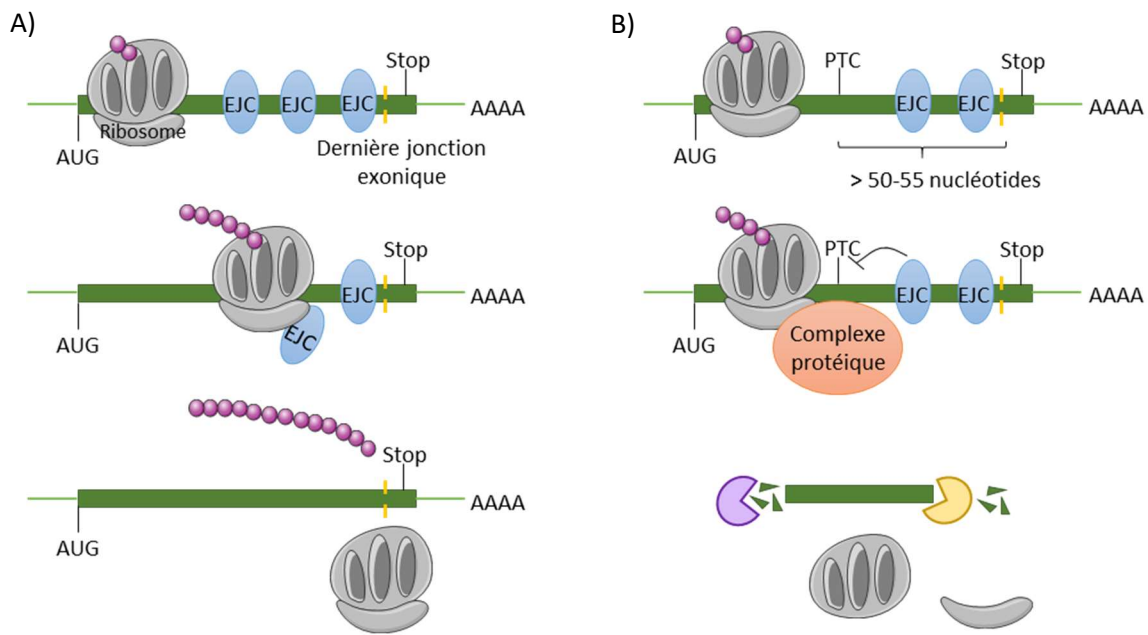 A)
Stop
EJC EJC EJC
AAAA
Ribosome
AUG
Dernière jonction
exonique
Stop
EJC
AAAA
EJC
AUG
Stop
AAAA
AUG
B)
PTC
Stop
EJC EJC
AAAA
AUG
> 50-55 nucléotides
PTC
Stop
EJC EJC
AAAA
AUG
Complexe
protéique